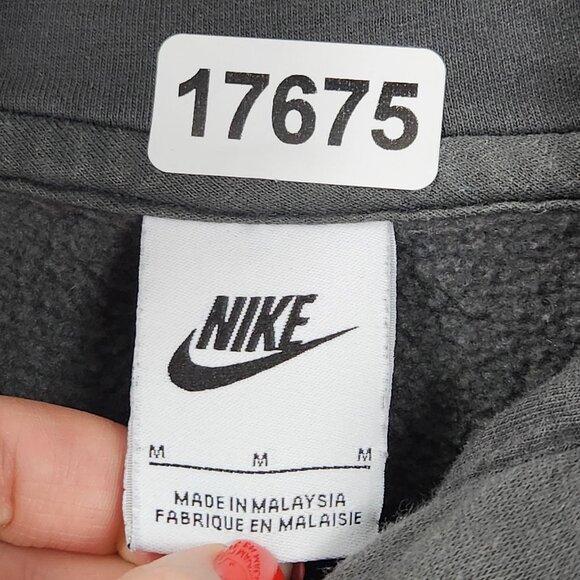 17675
NIKE
M M M
MADE IN MALAYSIA
FABRIQUE EN MALAISIE